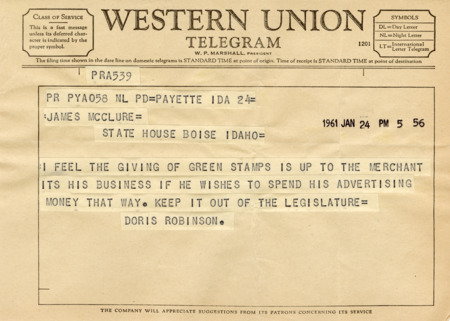 CLASS OF SERVICE
This is a fast message
unless its deferred char-
acter is indicated by the
proper symbol.
WESTERN UNION
TELEGRAM
W. P. MARSHALL, PRESIDENT
1201
SYMBOLS
DL=Day Letter
NL=Night Letter
LT=International Letter Telegram
The filing time shown in the date line on domestic telegrams is STANDARD TIME at point of origin. Time of receipt is STANDARD TIME at point of destination
PRA539
PR PYA058 NL PD=PAYETTE IDA 24=
JAMES MCCLURE=
1961 JAN 24 PM 5 56
STATE HOUSE BOISE IDAHO=
I FEEL THE GIVING OF GREEN STAMPS IS UP TO THE MERCHANT
ITS HIS BUSINESS IF HE WISHES TO SPEND HIS ADVERTISING
MONEY THAT WAY. KEEP IT OUT OF THE LEGISLATURE=
DORIS ROBINSON.
THE COMPANY WILL APPRECIATE SUGGESTIONS FROM ITS PATRONS CONCERNING ITS SERVICE